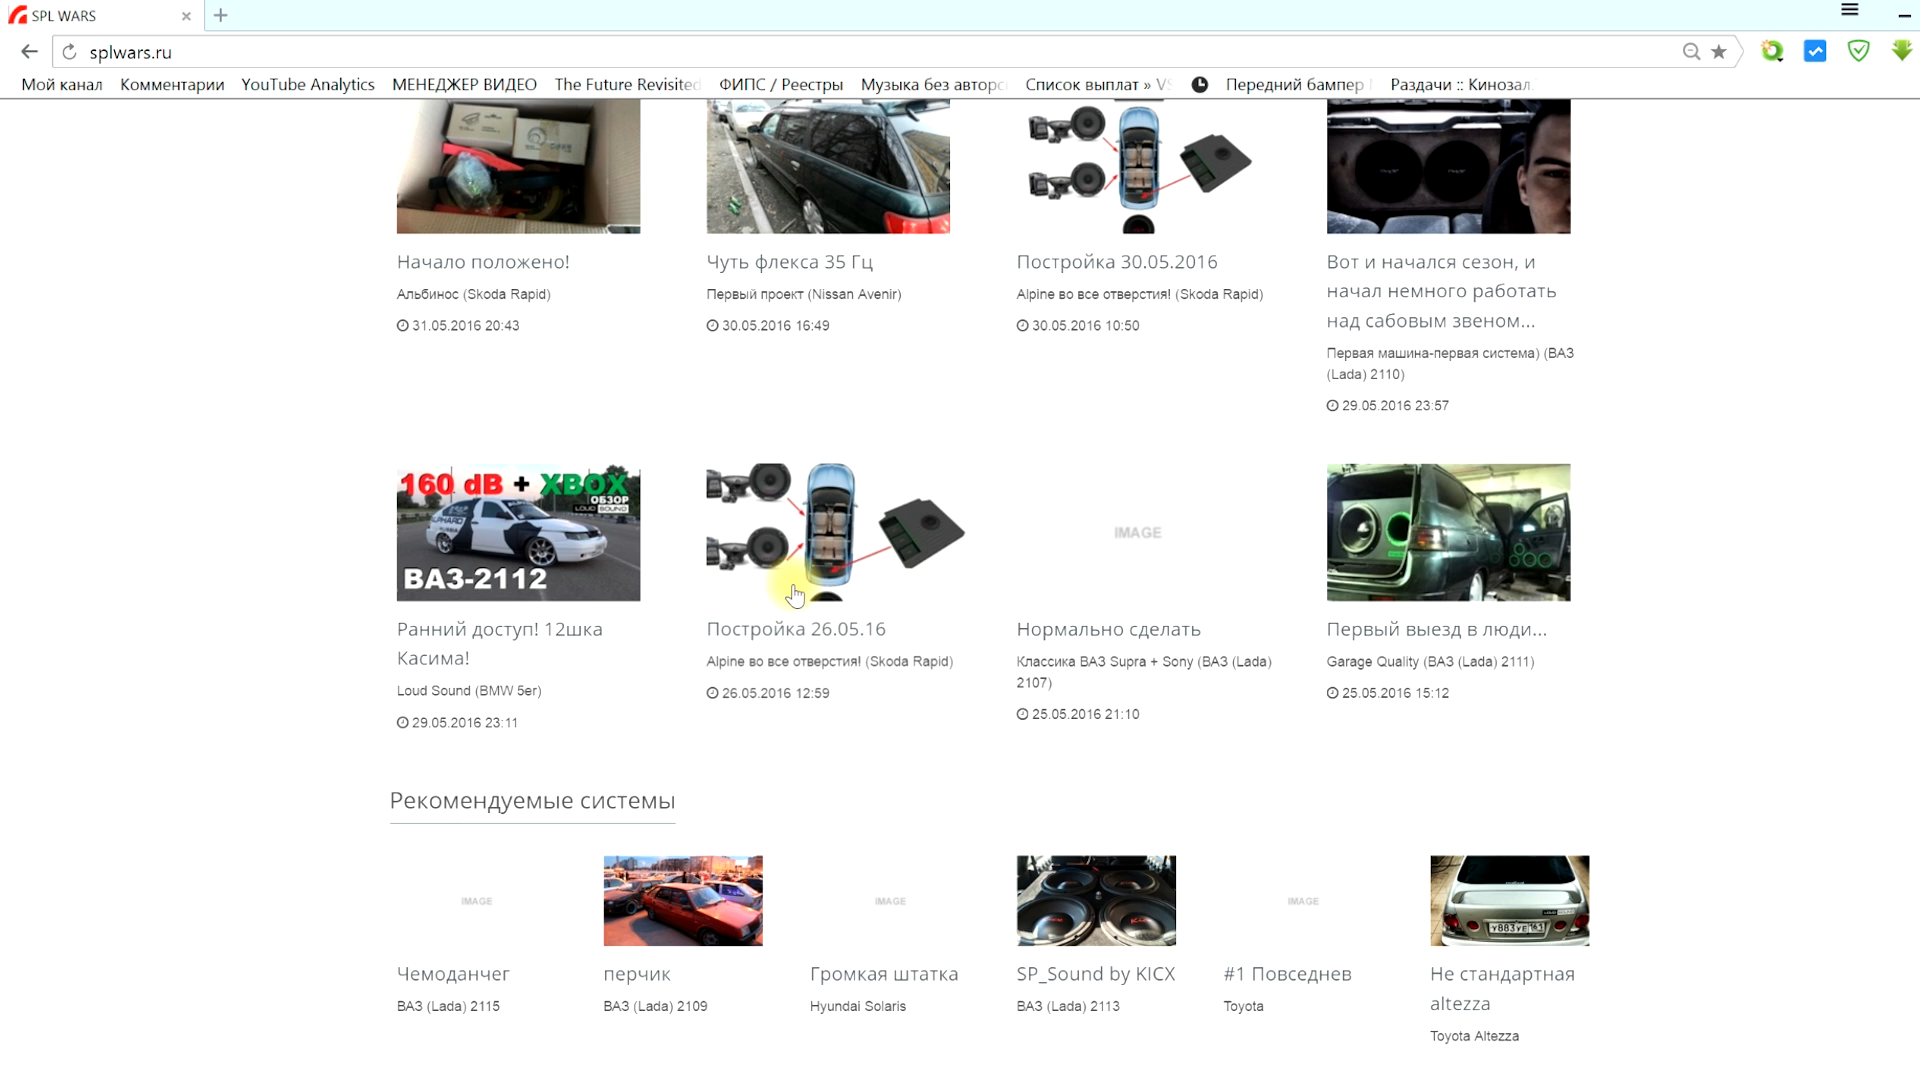 SPL WARS
splwars.ru
Мой канал Комментарии YouTube Analytics МЕНЕДЖЕР ВИДЕО The Future Revisited ФИПС / Реестры Музыка без авторс Список выплат » VS Передний бампер Раздачи :: Кинозал.
Начало положено!
Альбинос (Skoda Rapid)
31.05.2016 20:43
Чуть флекса 35 Гц
Первый проект (Nissan Avenir)
30.05.2016 16:49
Постройка 30.05.2016
Alpine во все отверстия! (Skoda Rapid)
30.05.2016 10:50
Вот и начался сезон, и
начал немного работать
над сабовым звеном...
Первая машина-первая система) (ВАЗ
(Lada) 2110)
29.05.2016 23:57
160 dB + XBOX
ОБЗОР
LOUD SOUND
ALPHARD
ВАЗ-2112
Ранний доступ! 12шка
Касима!
Loud Sound (BMW 5er)
29.05.2016 23:11
Постройка 26.05.16
Alpine во все отверстия! (Skoda Rapid)
26.05.2016 12:59
IMAGE
Нормально сделать
Классика ВАЗ Supra + Sony (ВАЗ (Lada)
2107)
25.05.2016 21:10
Первый выезд в люди...
Garage Quality (ВАЗ (Lada) 2111)
25.05.2016 15:12
Рекомендуемые системы
IMAGE
Чемоданчег
ВАЗ (Lada) 2115
перчик
ВАЗ (Lada) 2109
IMAGE
Громкая штатка
Hyundai Solaris
SP_Sound by KICX
ВАЗ (Lada) 2113
IMAGE
#1 Повседнев
Toyota
У883УЕ 161
Не стандартная
altezza
Toyota Altezza